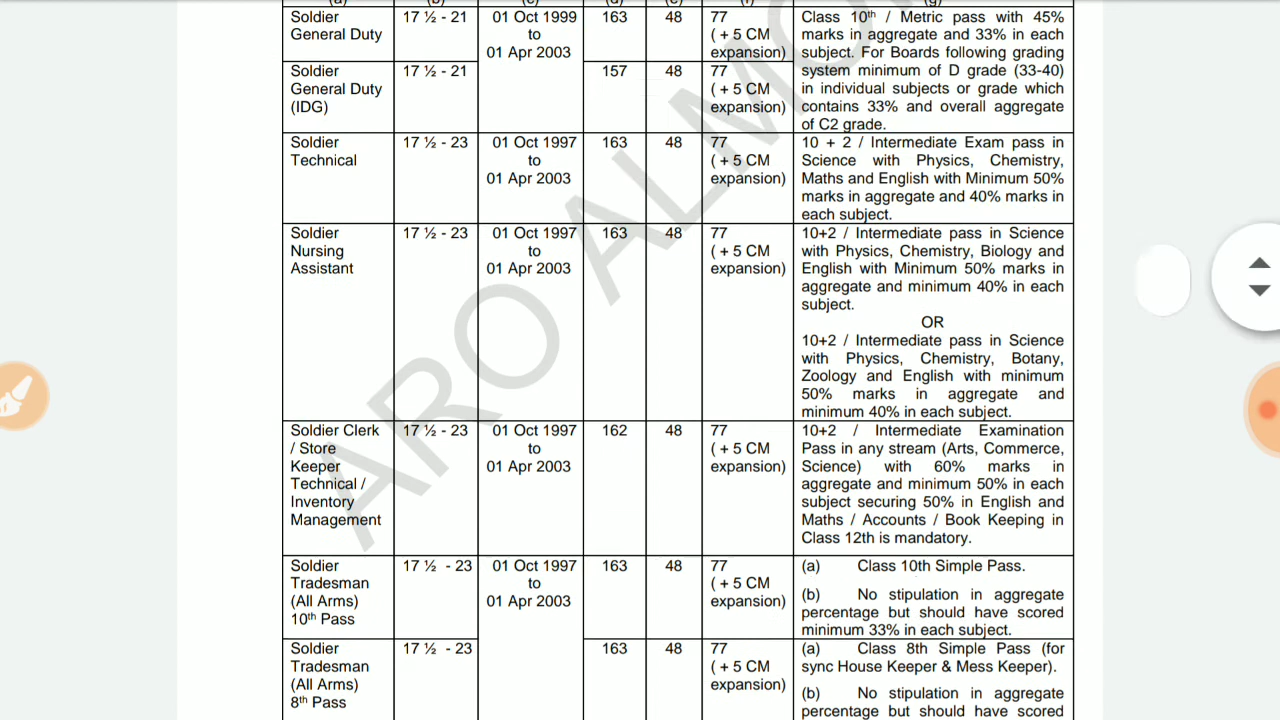 (a) (b) (c) (d) (e) (f) (g)
Soldier 17 ½ - 21 01 Oct 1999 163 48 77 Class 10th / Metric pass with 45%
General Duty to ( + 5 CM marks in aggregate and 33% in each
01 Apr 2003 expansion) subject. For Boards following grading
Soldier 17 ½ - 21 157 48 77 system minimum of D grade (33-40)
General Duty ( + 5 CM in individual subjects or grade which
(IDG) expansion) contains 33% and overall aggregate
of C2 grade.
Soldier 17 ½ - 23 01 Oct 1997 163 48 77 10 + 2 / Intermediate Exam pass in
Technical to ( + 5 CM Science with Physics, Chemistry,
01 Apr 2003 expansion) Maths and English with Minimum 50%
marks in aggregate and 40% marks in
each subject.
Soldier 17 ½ - 23 01 Oct 1997 163 48 77 10+2 / Intermediate pass in Science
Nursing to ( + 5 CM with Physics, Chemistry, Biology and
Assistant 01 Apr 2003 expansion) English with Minimum 50% marks in
aggregate and minimum 40% in each
subject.
OR
10+2 / Intermediate pass in Science
with Physics, Chemistry, Botany,
Zoology and English with minimum
50% marks in aggregate and
minimum 40% in each subject.
Soldier Clerk 17 ½ - 23 01 Oct 1997 162 48 77 10+2 / Intermediate Examination
/ Store to ( + 5 CM Pass in any stream (Arts, Commerce,
Keeper 01 Apr 2003 expansion) Science) with 60% marks in
Technical / aggregate and minimum 50% in each
Inventory subject securing 50% in English and
Management Maths / Accounts / Book Keeping in
Class 12th is mandatory.
Soldier 17 ½ - 23 01 Oct 1997 163 48 77 (a) Class 10th Simple Pass.
Tradesman to ( + 5 CM
(All Arms) 01 Apr 2003 expansion) (b) No stipulation in aggregate
10th Pass percentage but should have scored
minimum 33% in each subject.
Soldier 17 ½ - 23 163 48 77 (a) Class 8th Simple Pass (for
Tradesman ( + 5 CM sync House Keeper & Mess Keeper).
(All Arms) expansion)
8th Pass (b) No stipulation in aggregate
percentage but should have scored
ARO ALMO